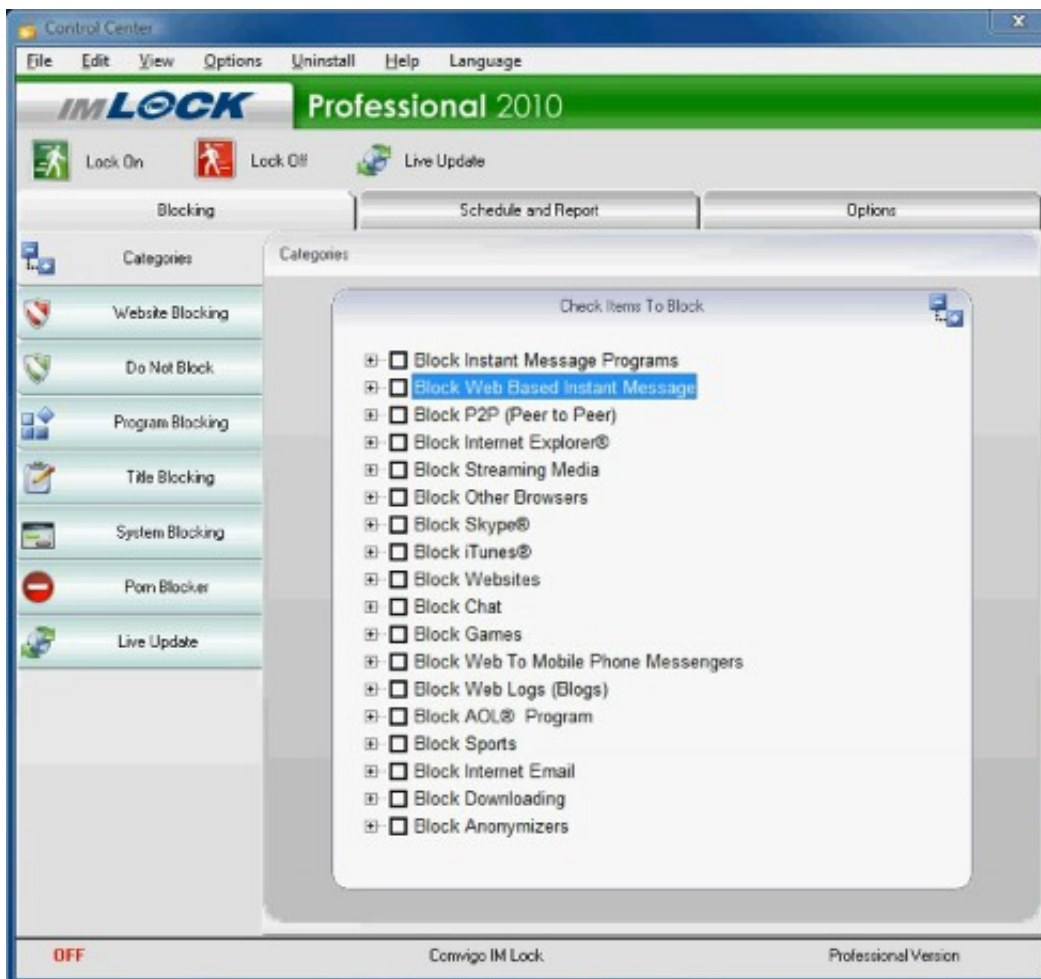 Control Center
File Edit View Options Uninstall Help Language
IM LOCK Professional 2010
Lock On Lock Off Live Update
Blocking Schedule and Report Options
Categories
Website Blocking
Do Not Block
Program Blocking
Title Blocking
System Blocking
Porn Blocker
Live Update
Categories
Check Items To Block
Block Instant Message Programs
Block Web Based Instant Message
Block P2P (Peer to Peer)
Block Internet Explorer®
Block Streaming Media
Block Other Browsers
Block Skype®
Block iTunes®
Block Websites
Block Chat
Block Games
Block Web To Mobile Phone Messengers
Block Web Logs (Blogs)
Block AOL® Program
Block Sports
Block Internet Email
Block Downloading
Block Anonymizers
OFF Comvigo IM Lock Professional Version